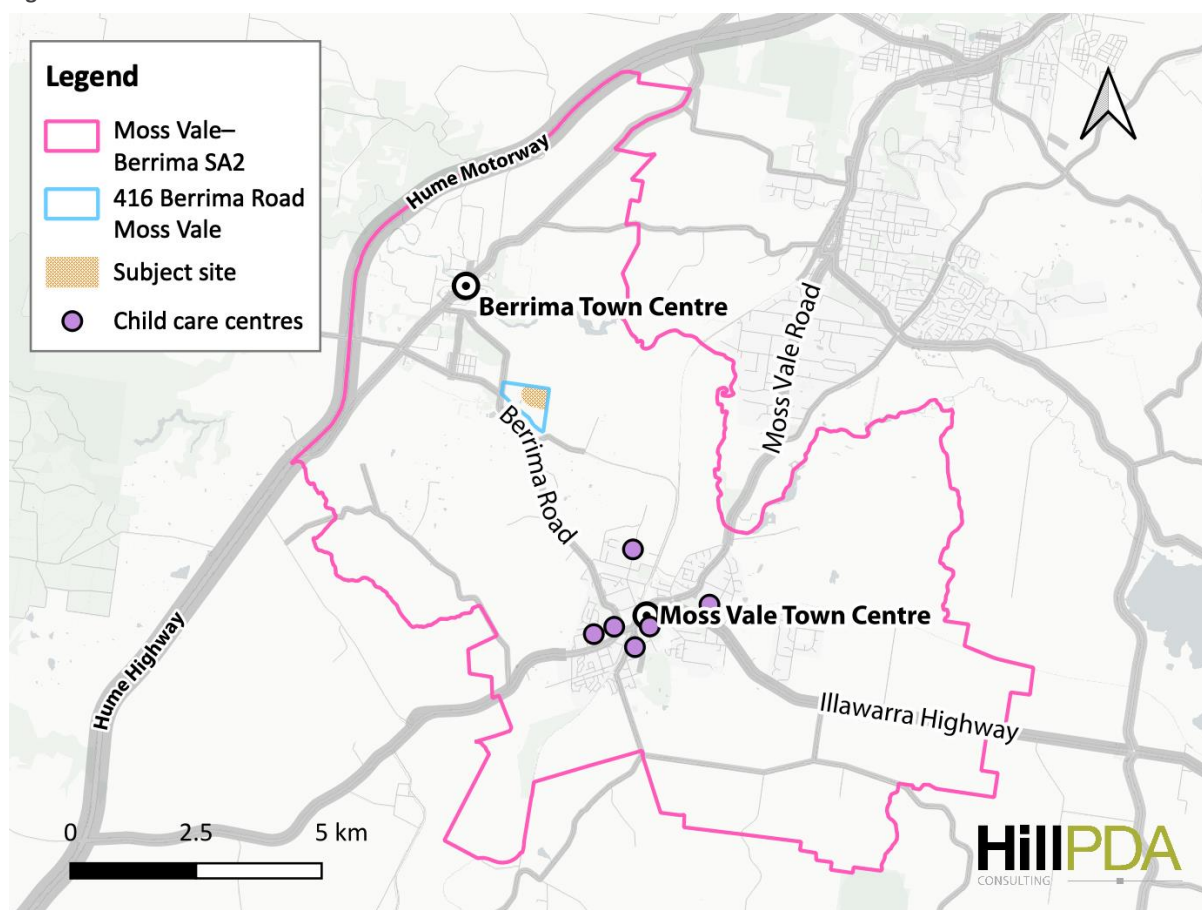 Legend
Moss Vale–
Berrima SA2
416 Berrima Road
Moss Vale
Subject site
Child care centres
Hume Motorway
Berrima Town Centre
Moss Vale Road
Berrima Road
Moss Vale Town Centre
Hume Highway
Illawarra Highway
0 2.5 5 km
HillPDA
CONSULTING